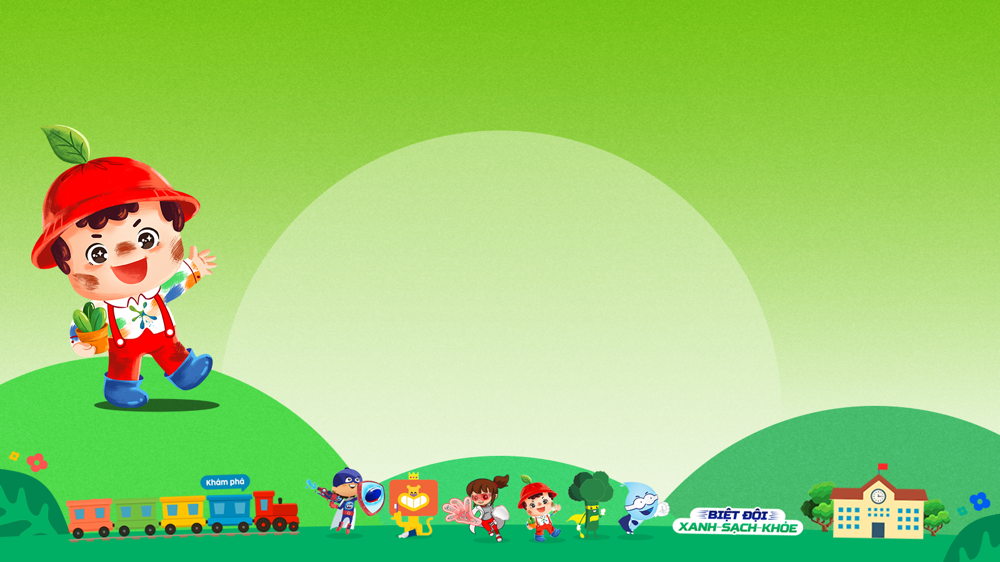 Khám phá
BIỆT ĐỘI
XANH-SẠCH-KHỎE